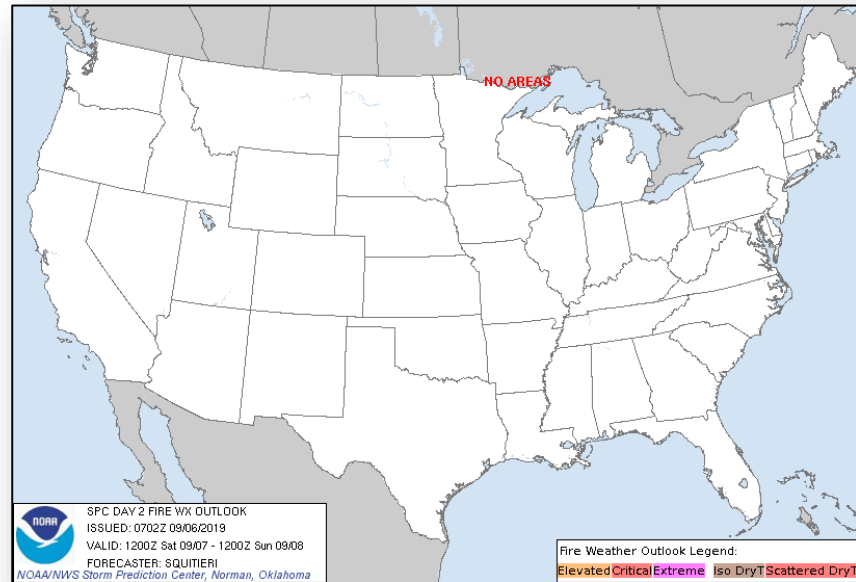 NO AREAS
NOAA
SPC DAY 2 FIRE WX OUTLOOK
ISSUED: 0702Z 09/06/2019
VALID: 1200Z Sat 09/07 - 1200Z Sun 09/08
FORECASTER: SQUITIERI
NOAA/NWS Storm Prediction Center, Norman, Oklahoma
Fire Weather Outlook Legend:
Elevated Critical Extreme Iso DryT Scattered DryT